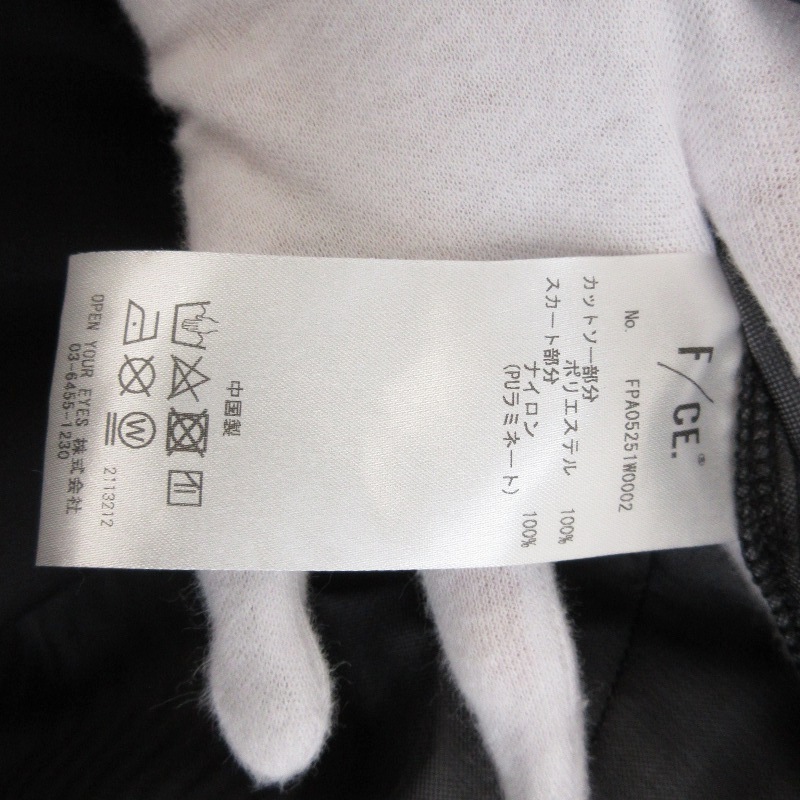 F/CE.®
No. FPA05251W0002
カットソー部分
ポリエステル 100%
スカート部分
ナイロン 100%
(PUラミネート)
中国製
W
2113212
OPEN YOUR EYES 株式会社
03-6455-1230